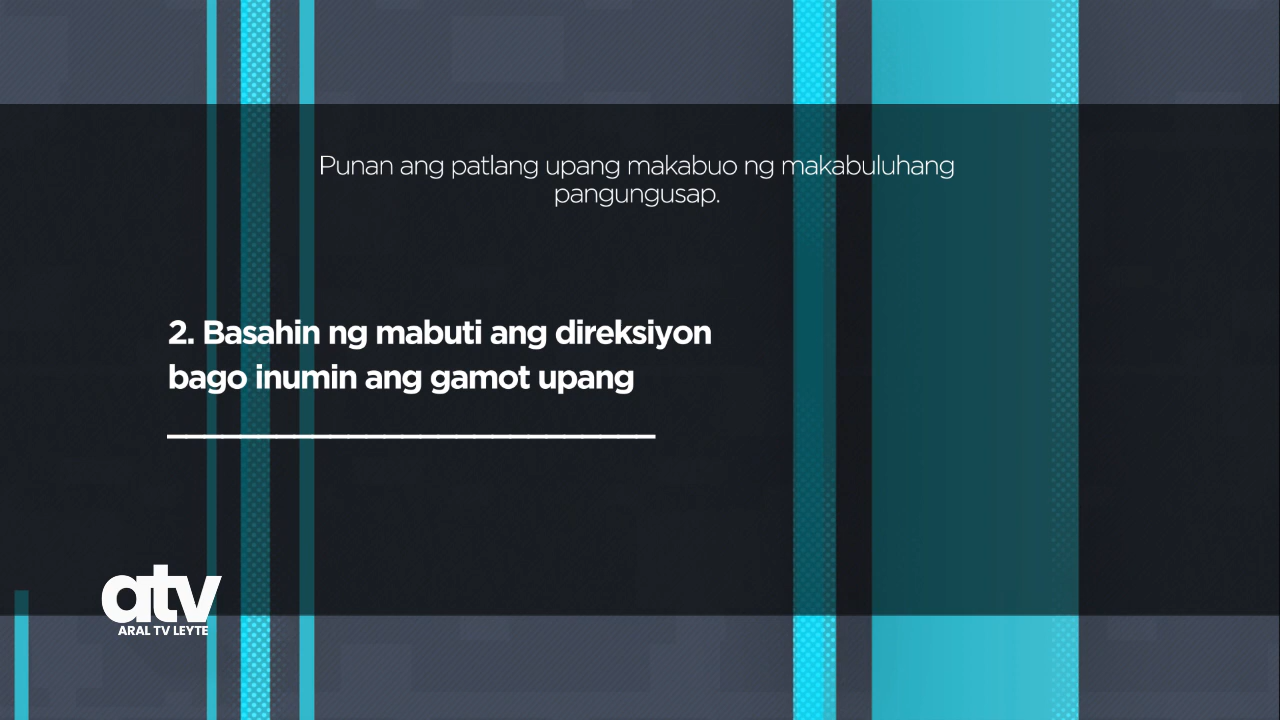 Punan ang patlang upang makabuo ng makabuluhang
pangungusap.
2. Basahin ng mabuti ang direksiyon
bago inumin ang gamot upang
___________________________
atv
ARAL TV LEYTE